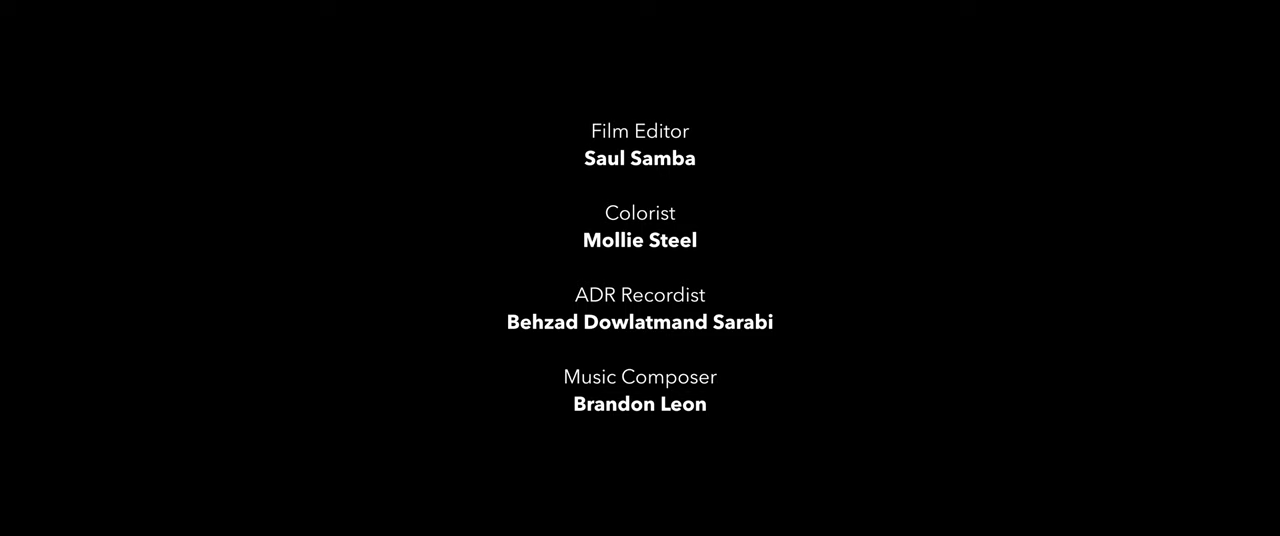 Film Editor
Saul Samba
Colorist
Mollie Steel
ADR Recordist
Behzad Dowlatmand Sarabi
Music Composer
Brandon Leon